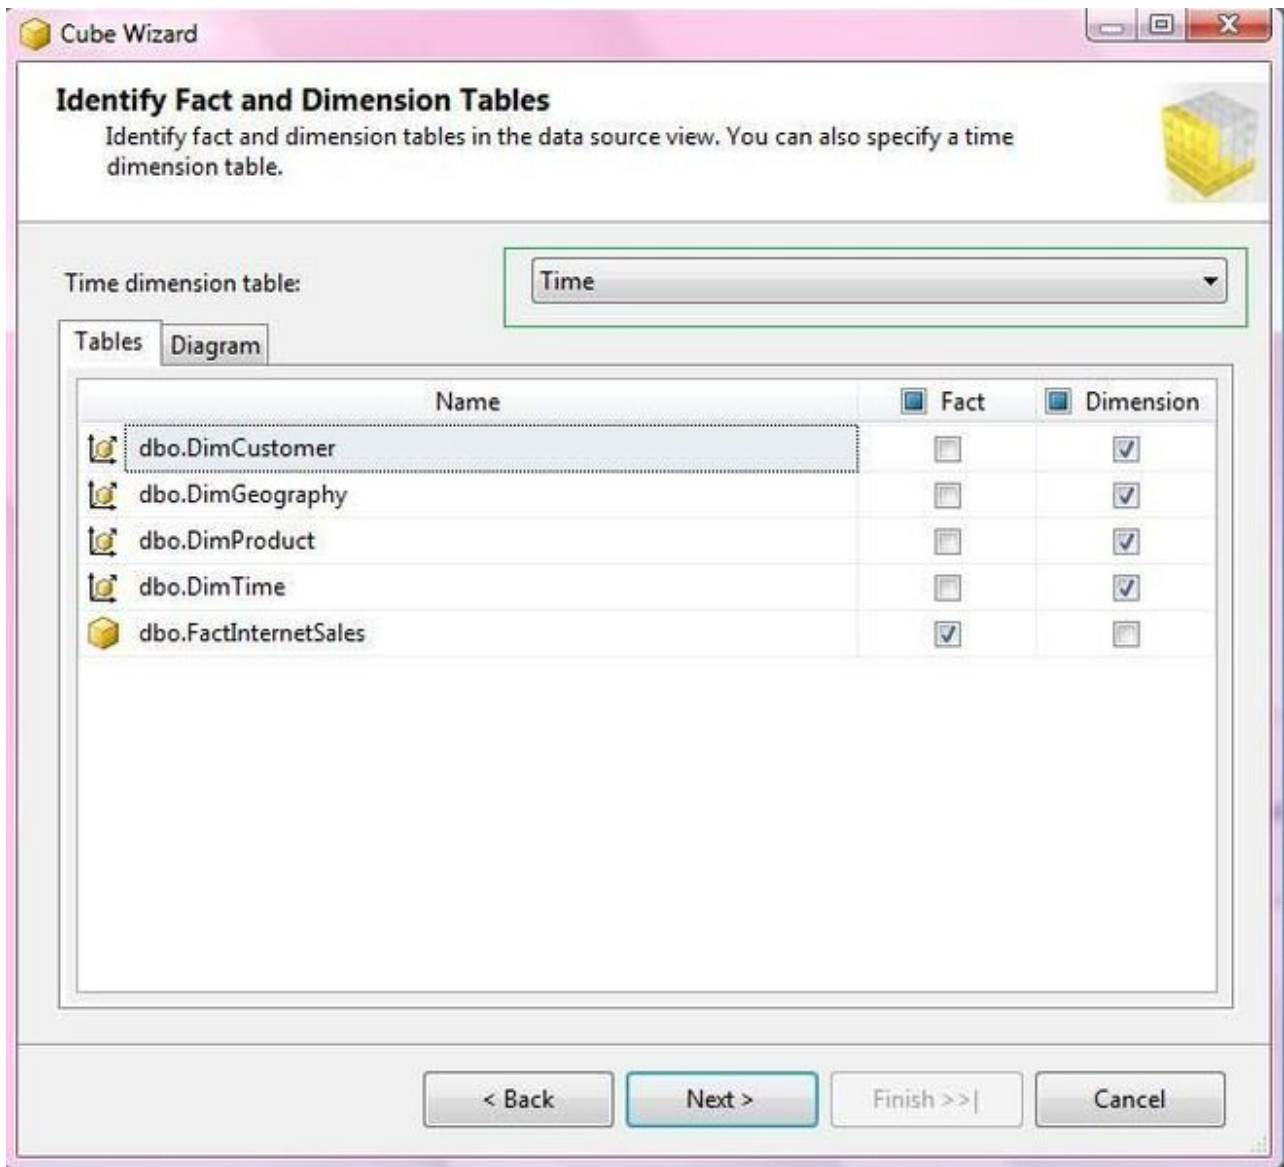 Cube Wizard
Identify Fact and Dimension Tables
Identify fact and dimension tables in the data source view. You can also specify a time
dimension table.
Time dimension table:
Time
Tables
Diagram
Name
Fact
Dimension
dbo.DimCustomer
dbo.DimGeography
dbo.DimProduct
dbo.DimTime
dbo.FactInternetSales
< Back
Next >
Finish >>|
Cancel